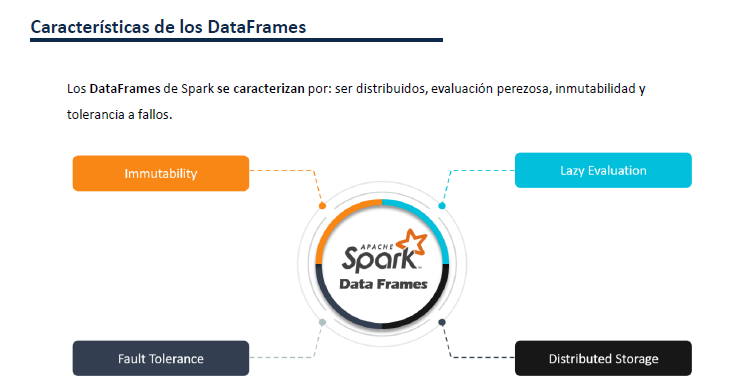 Características de los DataFrames
Los DataFrames de Spark se caracterizan por: ser distribuidos, evaluación perezosa, inmutabilidad y
tolerancia a fallos.
Immutability
Lazy Evaluation
APACHE
Spark™
Data Frames
Fault Tolerance
Distributed Storage